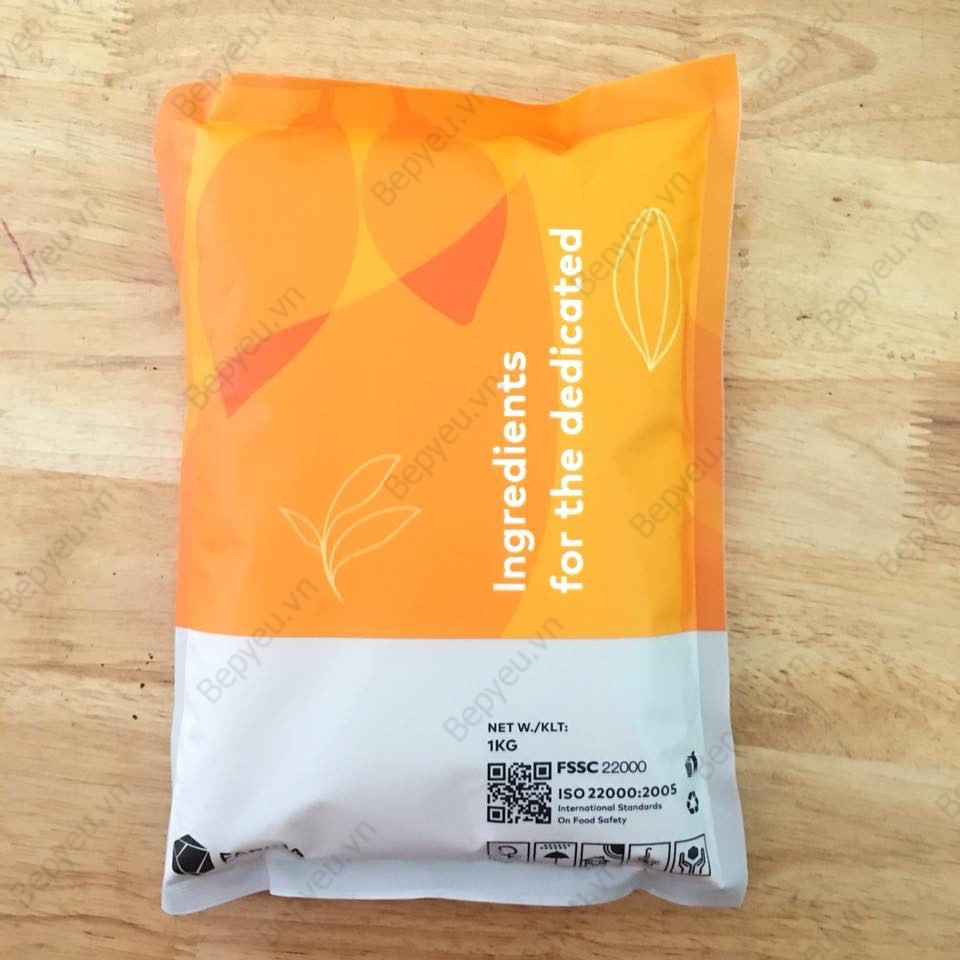 Ingredients
for the dedicated
NET W./KLT:
1KG
FSSC 22000
ISO 22000:2005
International Standards
On Food Safety
Bepyeu.vn